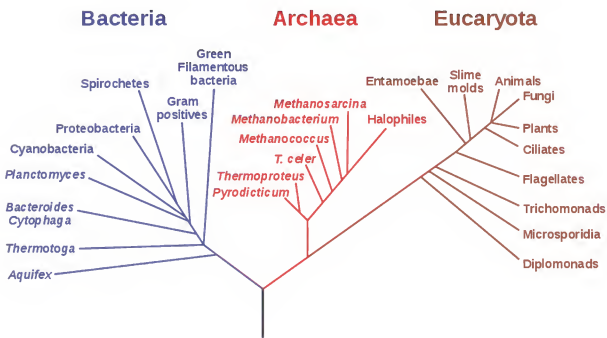 Bacteria
Archaea
Eucaryota
Green
Filamentous
bacteria
Spirochetes
Gram
positives
Proteobacteria
Cyanobacteria
Planctomyces
Bacteroides
Cytophaga
Thermotoga
Aquifex
Methanosarcina
Methanobacterium
Halophiles
Methanococcus
T. celer
Thermoproteus
Pyrodicticum
Entamoebae
Slime
molds
Animals
Fungi
Plants
Ciliates
Flagellates
Trichomonads
Microsporidia
Diplomonads